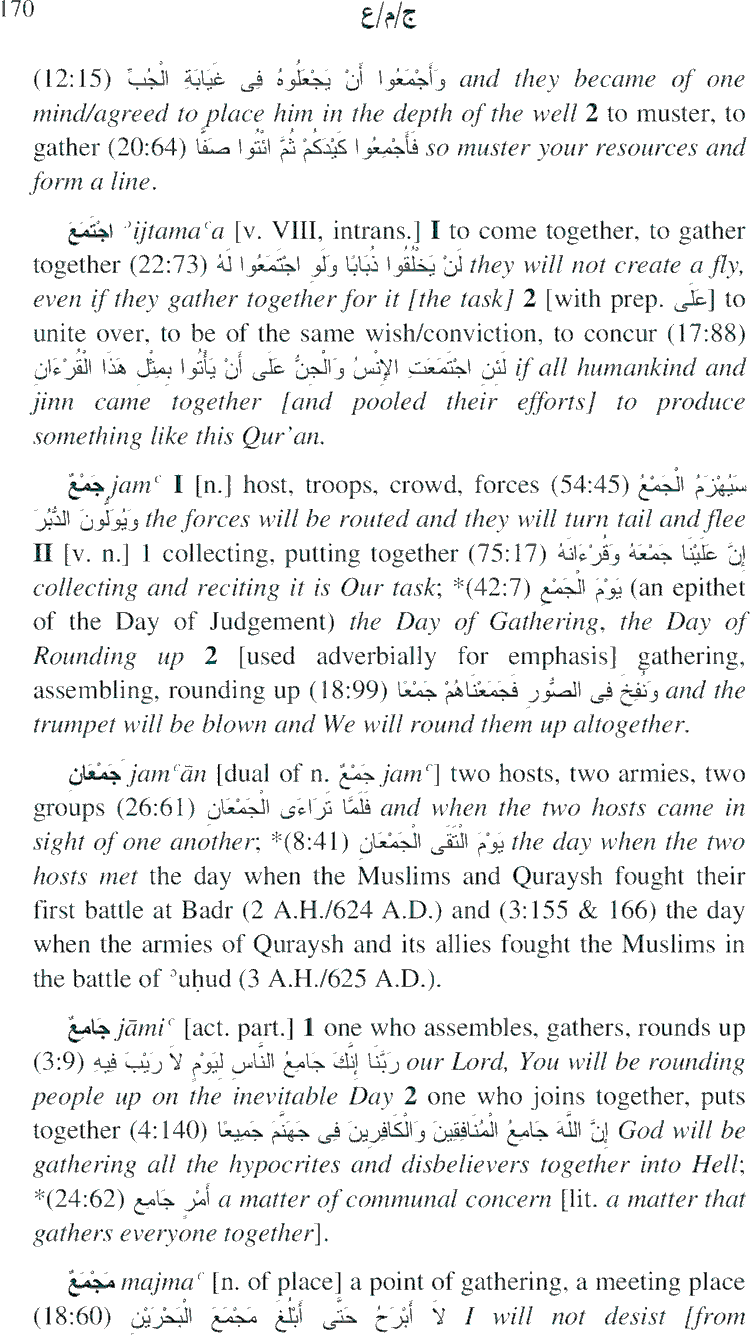 170
ج/م/ع
(12:15) وَأَجْمَعُوا أَنْ يَجْعَلُوهُ فِى غَيَابَةِ الْجُبِّ and they became of one
mind/agreed to place him in the depth of the well 2 to muster, to
gather (20:64) فَأَجْمِعُوا كَيْدَكُمْ ثُمَّ ائْتُوا صَفًّا so muster your resources and
form a line.
اجْتَمَعَ ʾijtamaʿa [v. VIII, intrans.] I to come together, to gather
together (22:73) لَنْ يَخْلُقُوا ذُبَابًا وَلَوِ اجْتَمَعُوا لَهُ they will not create a fly,
even if they gather together for it [the task] 2 [with prep. عَلَى] to
unite over, to be of the same wish/conviction, to concur (17:88)
لَئِنِ اجْتَمَعَتِ الإِنْسُ وَالْجِنُّ عَلَى أَنْ يَأْتُوا بِمِثْلِ هَذَا الْقُرْءَانِ if all humankind and
jinn came together [and pooled their efforts] to produce
something like this Qur'an.
جَمْعٌ jamʿ I [n.] host, troops, crowd, forces (54:45) سَيُهْزَمُ الْجَمْعُ
وَيُوَلُّونَ الدُّبُرَ the forces will be routed and they will turn tail and flee
II [v. n.] 1 collecting, putting together (75:17) إِنَّ عَلَيْنَا جَمْعَهُ وَقُرْءَانَهُ
collecting and reciting it is Our task; *(42:7) يَوْمَ الْجَمْعِ (an epithet
of the Day of Judgement) the Day of Gathering, the Day of
Rounding up 2 [used adverbially for emphasis] gathering,
assembling, rounding up (18:99) وَنُفِخَ فِى الصُّورِ فَجَمَعْنَاهُمْ جَمْعًا and the
trumpet will be blown and We will round them up altogether.
جَمْعَان jamʿān [dual of n. جَمْعٌ jamʿ] two hosts, two armies, two
groups (26:61) فَلَمَّا تَرَاءَى الْجَمْعَانِ and when the two hosts came in
sight of one another; *(8:41) يَوْمَ الْتَقَى الْجَمْعَانِ the day when the two
hosts met the day when the Muslims and Quraysh fought their
first battle at Badr (2 A.H./624 A.D.) and (3:155 & 166) the day
when the armies of Quraysh and its allies fought the Muslims in
the battle of ʾuḥud (3 A.H./625 A.D.).
جَامِعٌ jāmiʿ [act. part.] 1 one who assembles, gathers, rounds up
(3:9) رَبَّنَا إِنَّكَ جَامِعُ النَّاسِ لِيَوْمٍ لاَ رَيْبَ فِيهِ our Lord, You will be rounding
people up on the inevitable Day 2 one who joins together, puts
together (4:140) إِنَّ اللَّهَ جَامِعُ الْمُنَافِقِينَ وَالْكَافِرِينَ فِى جَهَنَّمَ جَمِيعًا God will be
gathering all the hypocrites and disbelievers together into Hell;
*(24:62) أَمْرٍ جَامِعٍ a matter of communal concern [lit. a matter that
gathers everyone together].
مَجْمَعٌ majmaʿ [n. of place] a point of gathering, a meeting place
(18:60) لاَ أَبْرَحُ حَتَّى أَبْلُغَ مَجْمَعَ الْبَحْرَيْنِ I will not desist [from